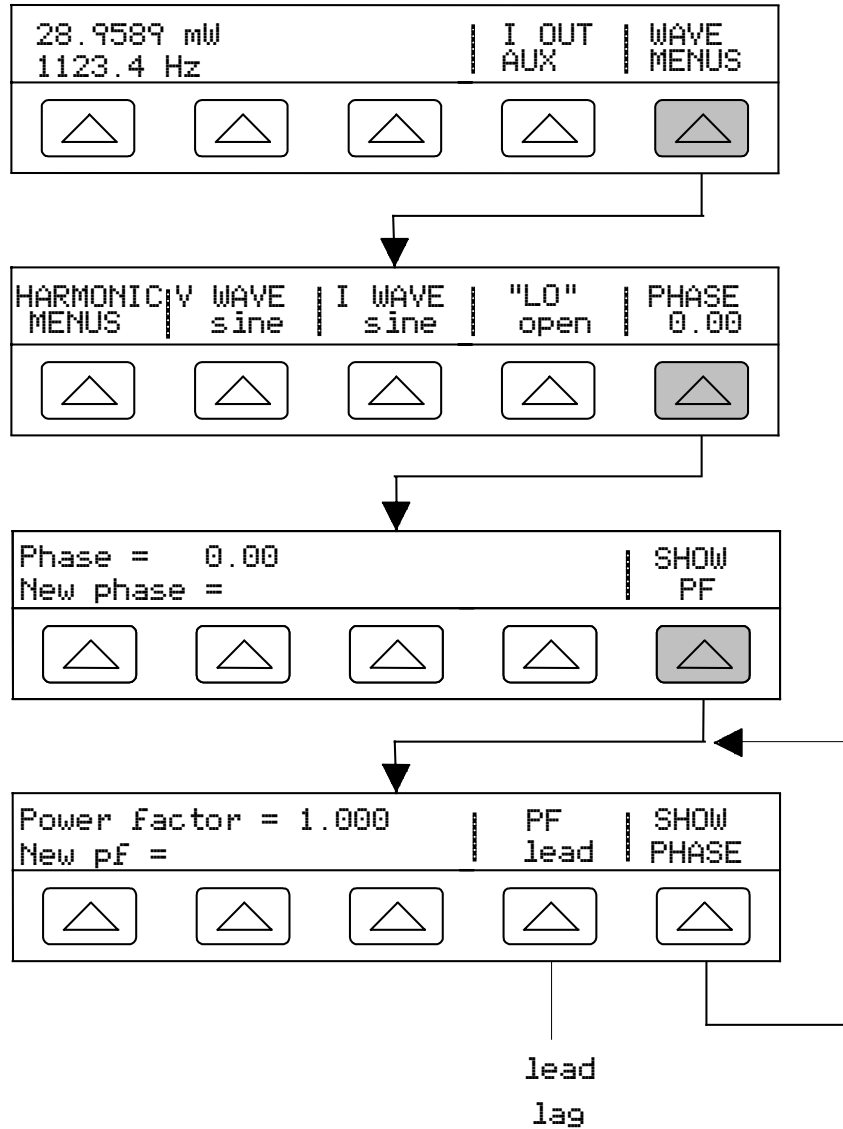 28.9589 mW I OUT WAVE
1123.4 Hz AUX MENUS
HARMONIC V WAVE I WAVE "LO" PHASE
MENUS sine sine open 0.00
Phase = 0.00 SHOW
New phase = PF
Power factor = 1.000 PF SHOW
New pf = lead PHASE
lead
lag